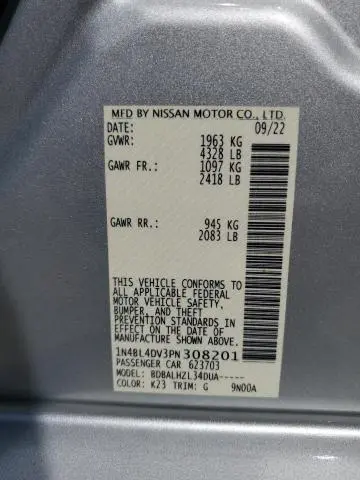 MFD BY NISSAN MOTOR CO., LTD.
DATE: 09/22
GVWR: 1963 KG
4328 LB
GAWR FR.: 1097 KG
2418 LB
GAWR RR.: 945 KG
2083 LB
THIS VEHICLE CONFORMS TO
ALL APPLICABLE FEDERAL
MOTOR VEHICLE SAFETY,
BUMPER, AND THEFT
PREVENTION STANDARDS IN
EFFECT ON THE DATE OF
MANUFACTURE SHOWN ABOVE.
1N4BL4DV3PN308201
PASSENGER CAR 623703
MODEL: BDBALHZL34DUA-----
COLOR: K23 TRIM: G 9N00A